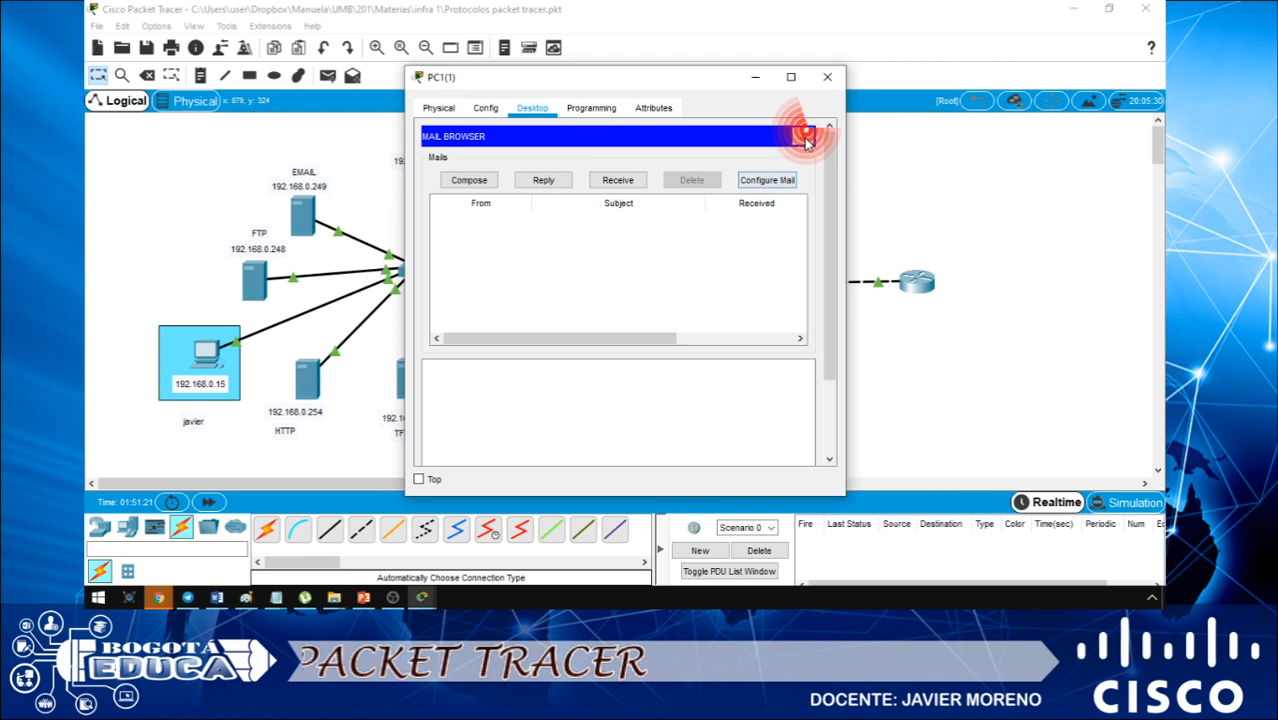 Cisco Packet Tracer - C:\Users\user\Dropbox\Manuela\UMB\201\Materias\infra 1\Protocolos packet tracer.pkt
File Edit Options View Tools Extensions Help
?
Logical Physical x: 879, y: 324
[Root] 20:05:30
PC1(1)
Physical Config Desktop Programming Attributes
MAIL BROWSER
Mails
Compose Reply Receive Delete Configure Mail
From Subject Received
EMAIL
192.168.0.249
FTP
192.168.0.248
192.168.0.15
javier
192.168.0.254
HTTP
Top
Time: 01:51:21
Realtime Simulation
Scenario 0
Fire Last Status Source Destination Type Color Time(sec) Periodic Num
New Delete
Toggle PDU List Window
Automatically Choose Connection Type
BOGOTÁ
EDUCA
PACKET TRACER
DOCENTE: JAVIER MORENO
CISCO